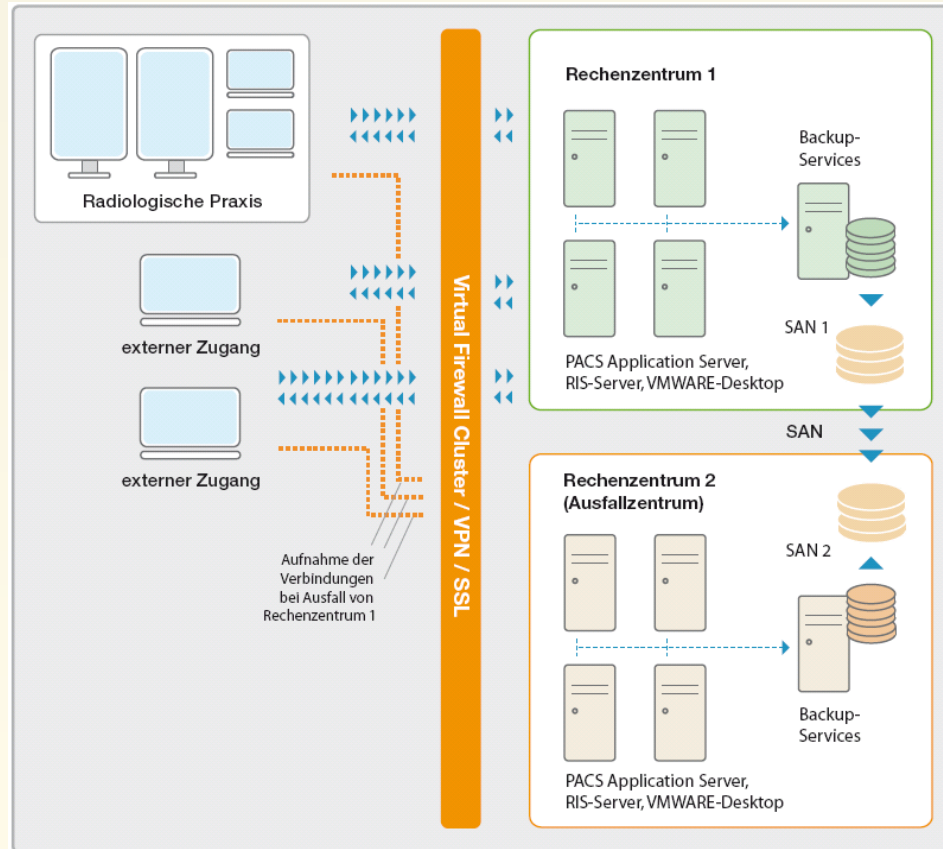 Radiologische Praxis
externer Zugang
externer Zugang
Aufnahme der
Verbindungen
bei Ausfall von
Rechenzentrum 1
Virtual Firewall Cluster / VPN / SSL
Rechenzentrum 1
Backup-
Services
SAN 1
PACS Application Server,
RIS-Server, VMWARE-Desktop
SAN
Rechenzentrum 2
(Ausfallzentrum)
SAN 2
Backup-
Services
PACS Application Server,
RIS-Server, VMWARE-Desktop